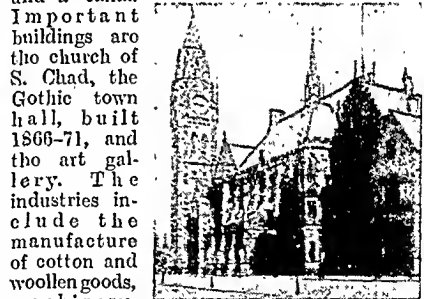 Important
buildings are
the church of
S. Chad, the
Gothic town
hall, built
1866-71, and
the art gal-
lery. The
industries in-
clude the
manufacture
of cotton and
woollen goods,